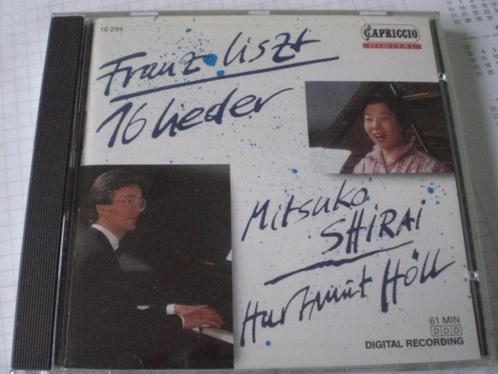 10 294
CAPRICCIO
DIGITAL
Franz Liszt
16 Lieder
Mitsuko
SHIRAI
Hartmut Höll
61 MIN
DDD
DIGITAL RECORDING